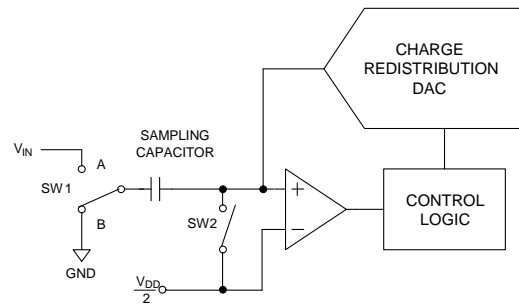 CHARGE
REDISTRIBUTION
DAC
SAMPLING
CAPACITOR
VIN
A
SW1
B
SW2
+
−
CONTROL
LOGIC
GND
VDD
2